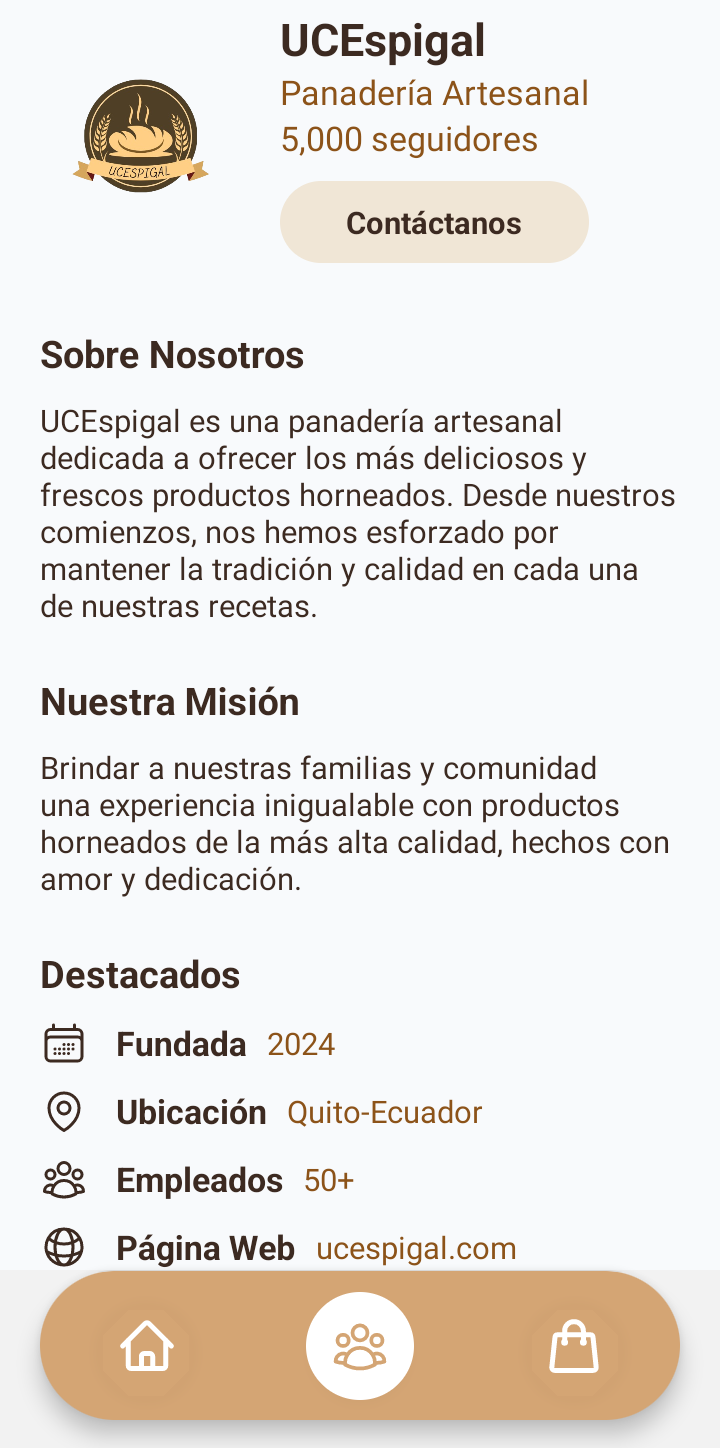 UCEspigal
Panadería Artesanal
5,000 seguidores
UCESPIGAL
Contáctanos
Sobre Nosotros
UCEspigal es una panadería artesanal
dedicada a ofrecer los más deliciosos y
frescos productos horneados. Desde nuestros
comienzos, nos hemos esforzado por
mantener la tradición y calidad en cada una
de nuestras recetas.
Nuestra Misión
Brindar a nuestras familias y comunidad
una experiencia inigualable con productos
horneados de la más alta calidad, hechos con
amor y dedicación.
Destacados
Fundada 2024
Ubicación Quito-Ecuador
Empleados 50+
Página Web ucespigal.com